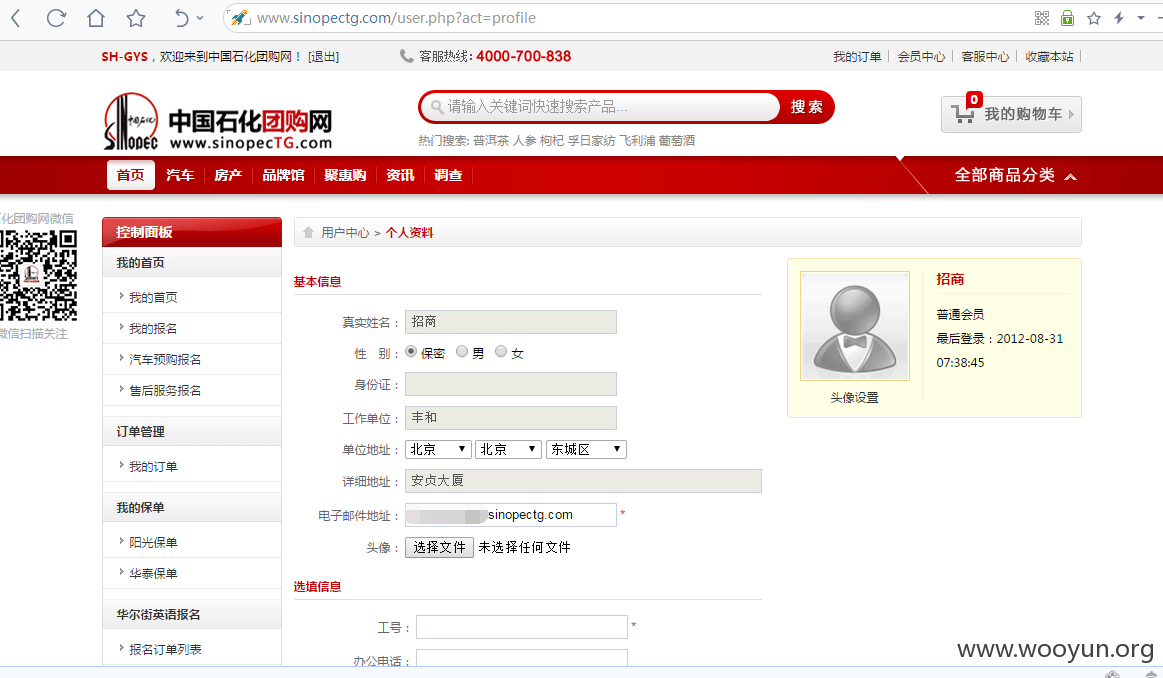 www.sinopectg.com/user.php?act=profile
SH-GYS，欢迎来到中国石化团购网！ [退出] 客服热线: 4000-700-838 我的订单 会员中心 客服中心 收藏本站
SINOPEC 中国石化团购网 www.sinopecTG.com
请输入关键词快速搜索产品... 搜索
0 我的购物车
热门搜索: 普洱茶 人参 枸杞 孚日家纺 飞利浦 葡萄酒
首页 汽车 房产 品牌馆 聚惠购 资讯 调查 全部商品分类
化团购网微信
微信扫描关注
控制面板
我的首页
我的首页
我的报名
汽车预购报名
售后服务报名
订单管理
我的订单
我的保单
阳光保单
华泰保单
华尔街英语报名
报名订单列表
用户中心 > 个人资料
基本信息
真实姓名： 招商
性 别： 保密 男 女
身份证：
工作单位： 丰和
单位地址： 北京 北京 东城区
详细地址： 安贞大厦
电子邮件地址： sinopectg.com *
头像： 选择文件 未选择任何文件
选填信息
工号： *
办公电话：
招商
普通会员
最后登录：2012-08-31
07:38:45
头像设置
www.wooyun.org